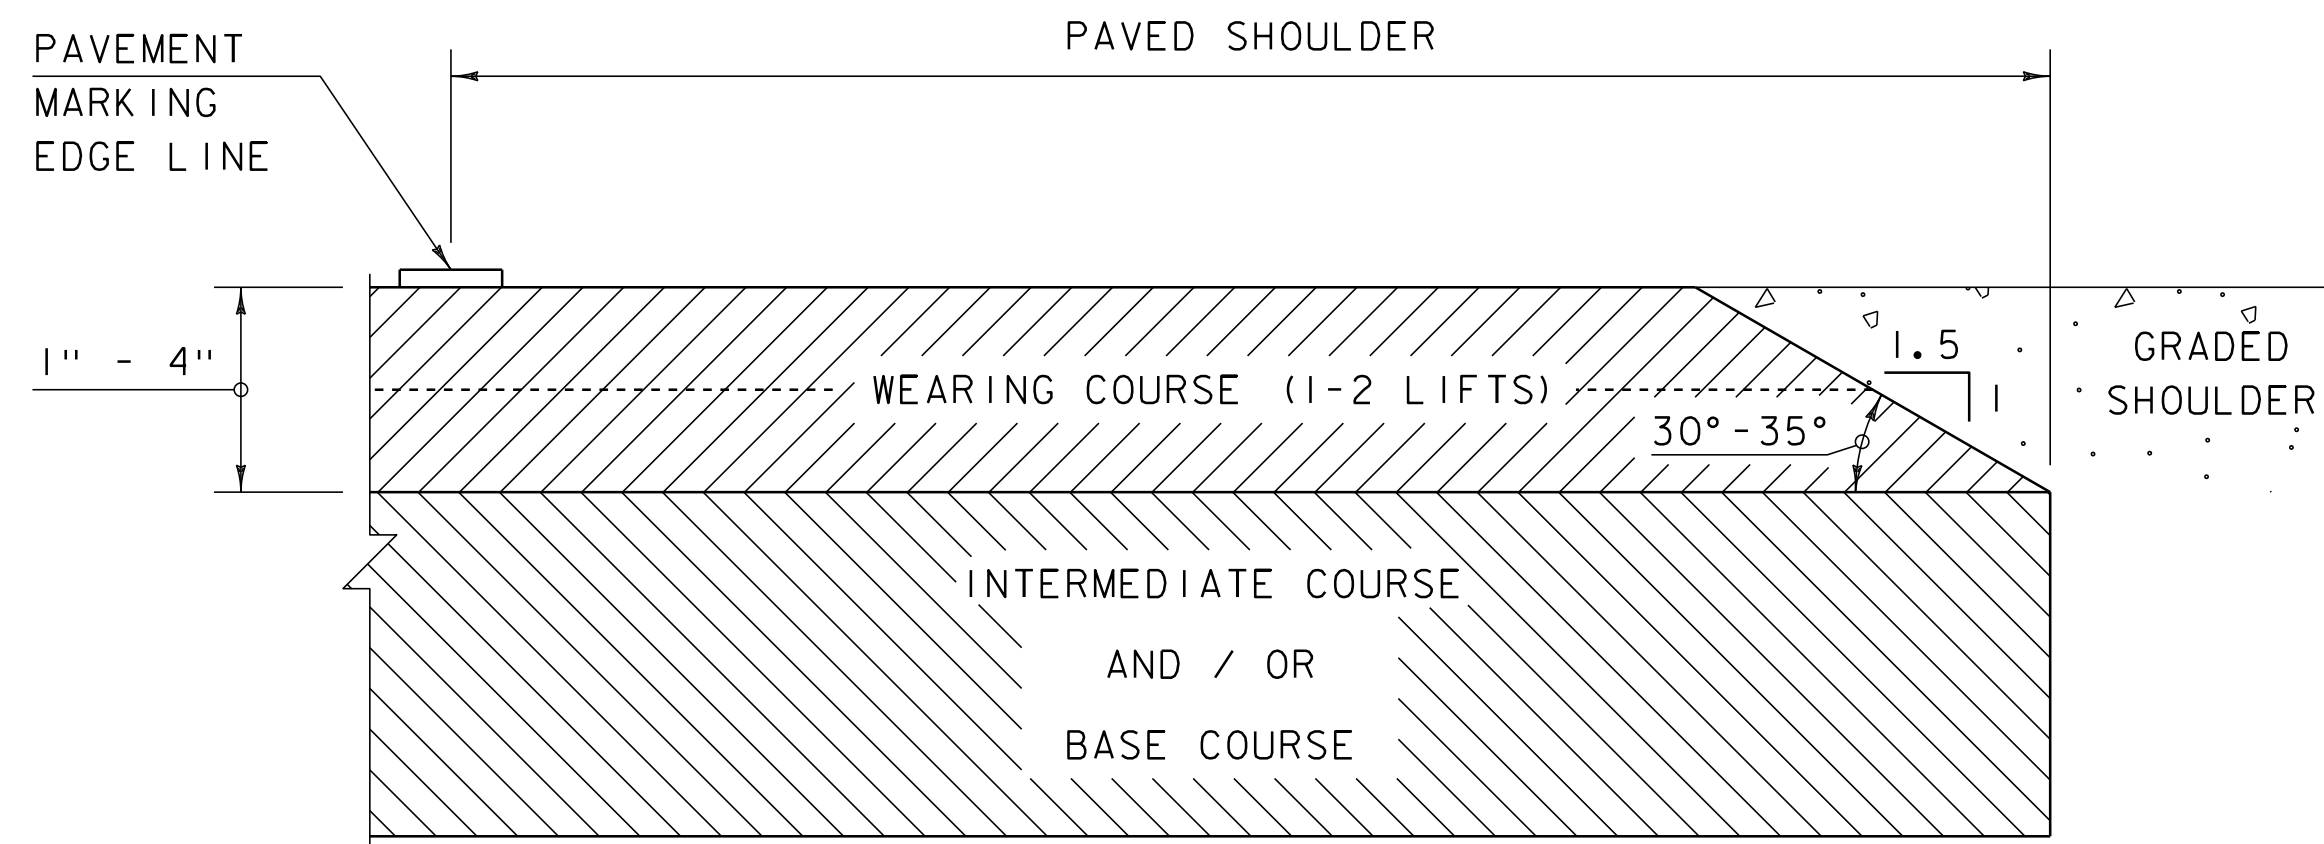 PAVED SHOULDER
PAVEMENT
MARKING
EDGE LINE
1" - 4"
WEARING COURSE (1-2 LIFTS)
1.5
1
30°-35°
GRADED
SHOULDER
INTERMEDIATE COURSE
AND / OR
BASE COURSE